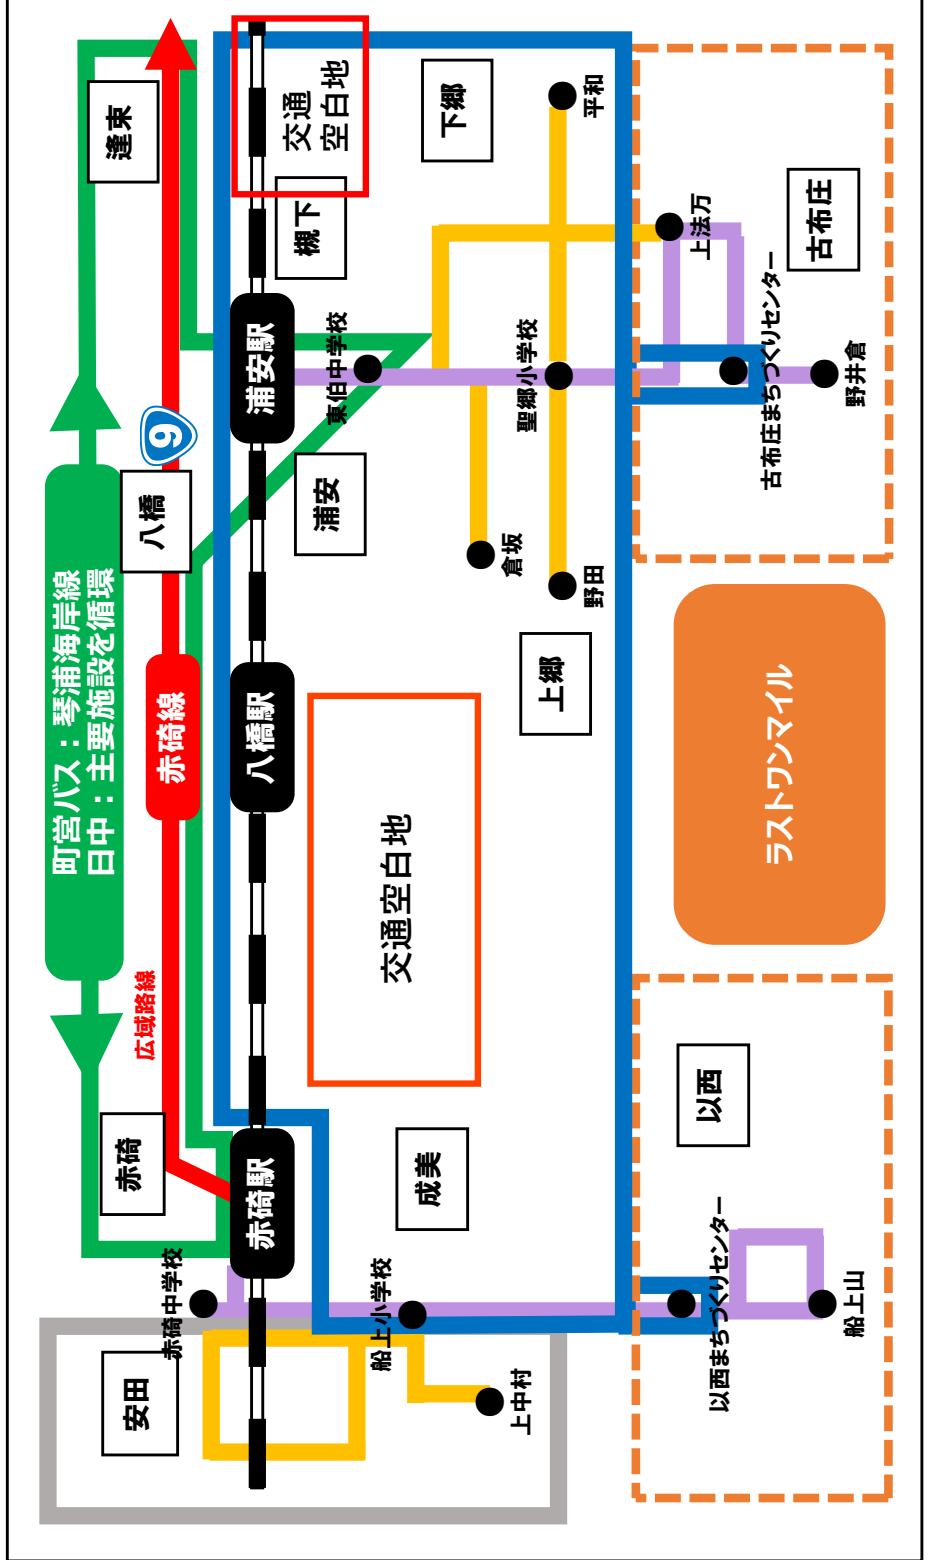 町営バス：琴浦海岸線
日中：主要施設を循環
赤碕
広域路線
赤碕線
八橋
9
逢束
安田
赤碕中学校
赤碕駅
八橋駅
浦安駅
浦安
槻下
交通
空白地
船上小学校
成美
交通空白地
東伯中学校
下郷
上中村
倉坂
野田
上郷
聖郷小学校
平和
以西まちづくりセンター
以西
船上山
ラストワンマイル
上法万
古布庄まちづくりセンター
古布庄
野井倉